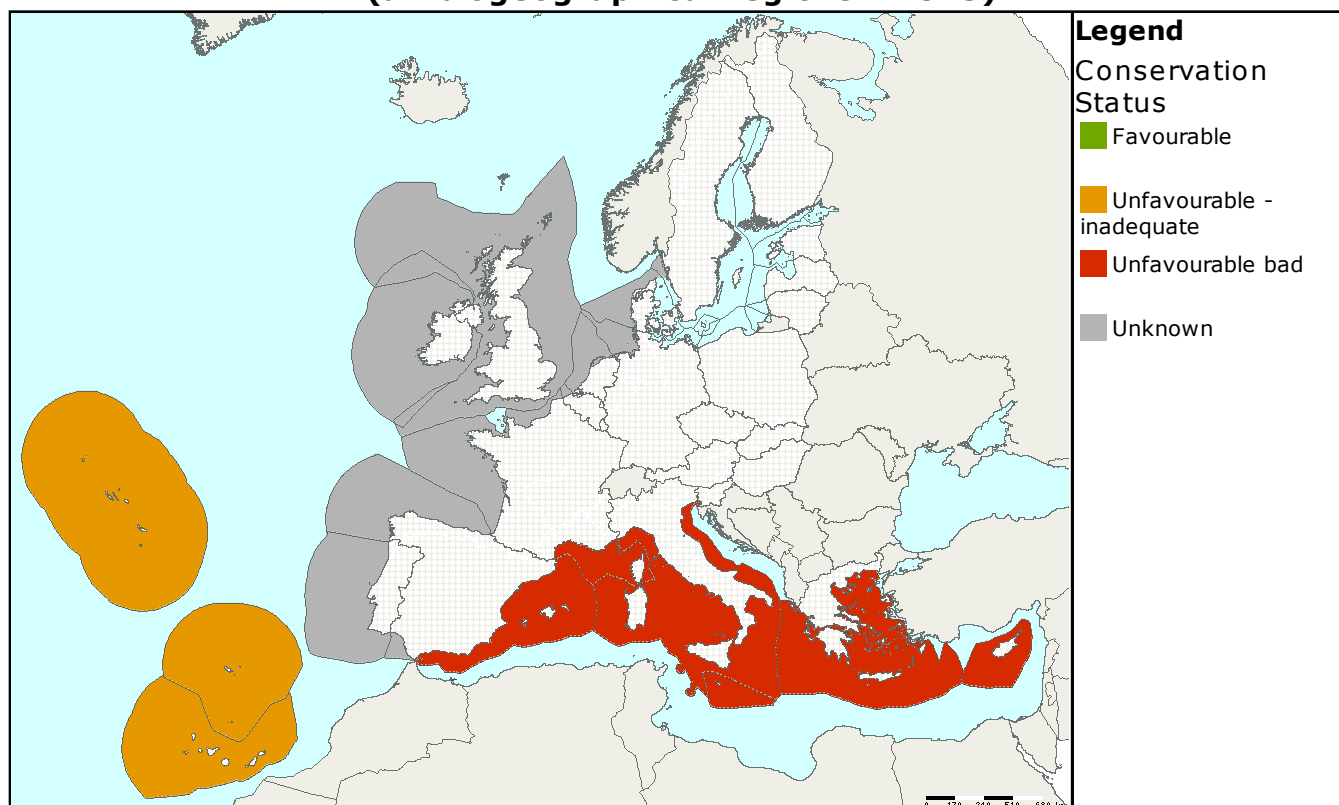 Legend
Conservation
Status
Favourable
Unfavourable -
inadequate
Unfavourable bad
Unknown